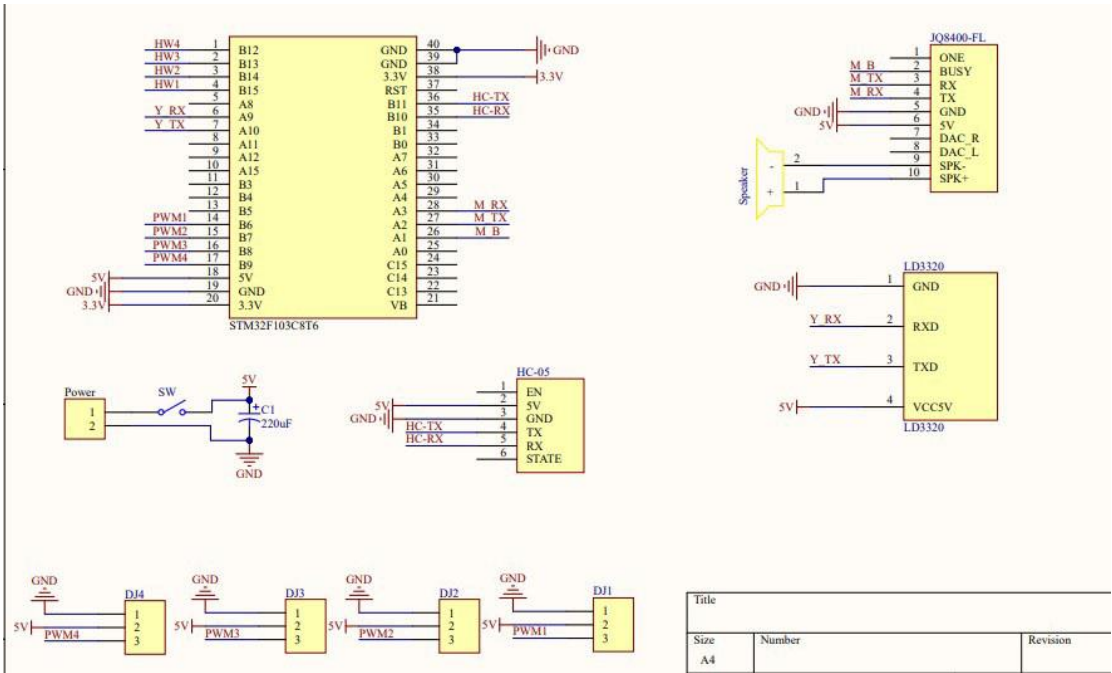 HW4 1 B12
HW3 2 B13
HW2 3 B14
HW1 4 B15
5 A8
Y_RX 6 A9
Y_TX 7 A10
8 A11
9 A12
10 A15
11 B3
12 B4
13 B5
PWM1 14 B6
PWM2 15 B7
PWM3 16 B8
PWM4 17 B9
5V 18 5V
GND 19 GND
3.3V 20 3.3V
GND 40 GND
GND 39
3.3V 38 3.3V
RST 37
B11 36 HC-TX
B10 35 HC-RX
B1 34
B0 33
A7 32
A6 31
A5 30
A4 29
A3 28 M_RX
A2 27 M_TX
A1 26 M_B
A0 25
C15 24
C14 23
C13 22
VB 21
STM32F103C8T6
JQ8400-FL
1 ONE
M_B 2 BUSY
M_TX 3 RX
M_RX 4 TX
GND 5 GND
5V 6 5V
7 DAC_R
8 DAC_L
9 SPK-
10 SPK+
Speaker
- 2
+ 1
LD3320
GND 1 GND
Y_RX 2 RXD
Y_TX 3 TXD
5V 4 VCC5V
LD3320
Power
1
2
SW
5V
+ C1
220uF
GND
HC-05
1 EN
5V 2 5V
GND 3 GND
HC-TX 4 TX
HC-RX 5 RX
6 STATE
DJ4
GND 1
5V 2
PWM4 3
DJ3
GND 1
5V 2
PWM3 3
DJ2
GND 1
5V 2
PWM2 3
DJ1
GND 1
5V 2
PWM1 3
Title
Size Number Revision
A4